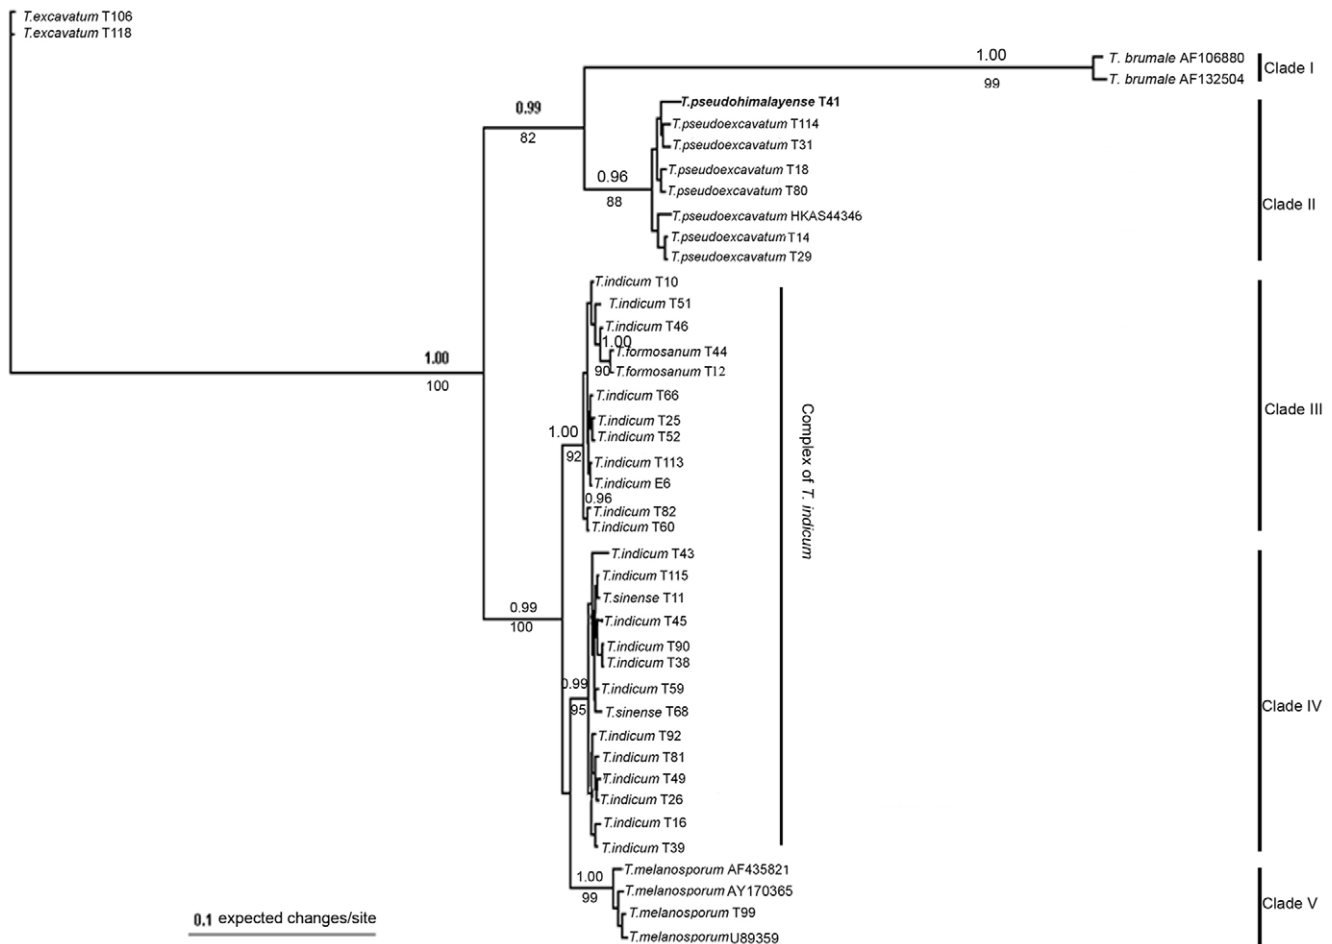 T.excavatum T106
T.excavatum T118
1.00
T. brumale AF106880
Clade I
99
T. brumale AF132504
0.99
82
T.pseudohimalayense T41
T.pseudoexcavatum T114
T.pseudoexcavatum T31
0.96
T.pseudoexcavatum T18
88
T.pseudoexcavatum T80
Clade II
T.pseudoexcavatum HKAS44346
T.pseudoexcavatum T14
T.pseudoexcavatum T29
T.indicum T10
T.indicum T51
T.indicum T46
1.00
T.formosanum T44
90
T.formosanum T12
1.00
100
T.indicum T66
Clade III
T.indicum T25
1.00
T.indicum T52
92
T.indicum T113
T.indicum E6
0.96
T.indicum T82
T.indicum T60
Complex of T. indicum
T.indicum T43
T.indicum T115
T.sinense T11
0.99
100
T.indicum T45
T.indicum T90
T.indicum T38
0.99
T.indicum T59
95
T.sinense T68
Clade IV
T.indicum T92
T.indicum T81
T.indicum T49
T.indicum T26
T.indicum T16
T.indicum T39
T.melanosporum AF435821
1.00
99
T.melanosporum AY170365
Clade V
T.melanosporum T99
T.melanosporumU89359
0.1 expected changes/site